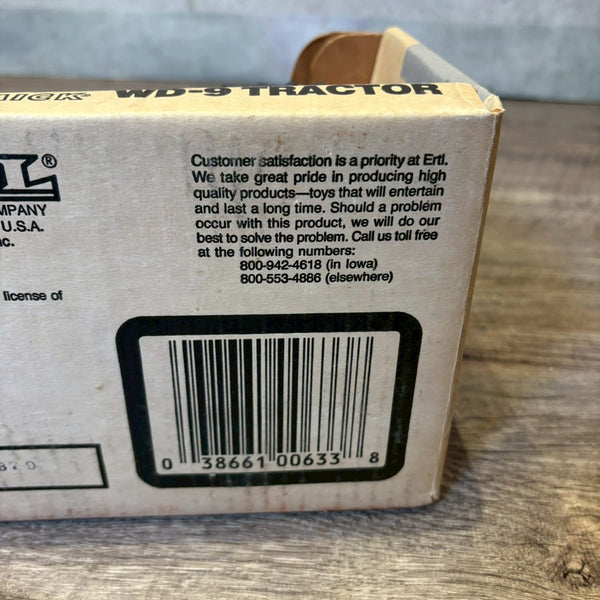 WD-9 TRACTOR
®
U.S.A.
license of
Customer satisfaction is a priority at Ertl.
We take great pride in producing high
quality products—toys that will entertain
and last a long time. Should a problem
occur with this product, we will do our
best to solve the problem. Call us toll free
at the following numbers:
800-942-4618 (in Iowa)
800-553-4886 (elsewhere)
0 38661 00633 8